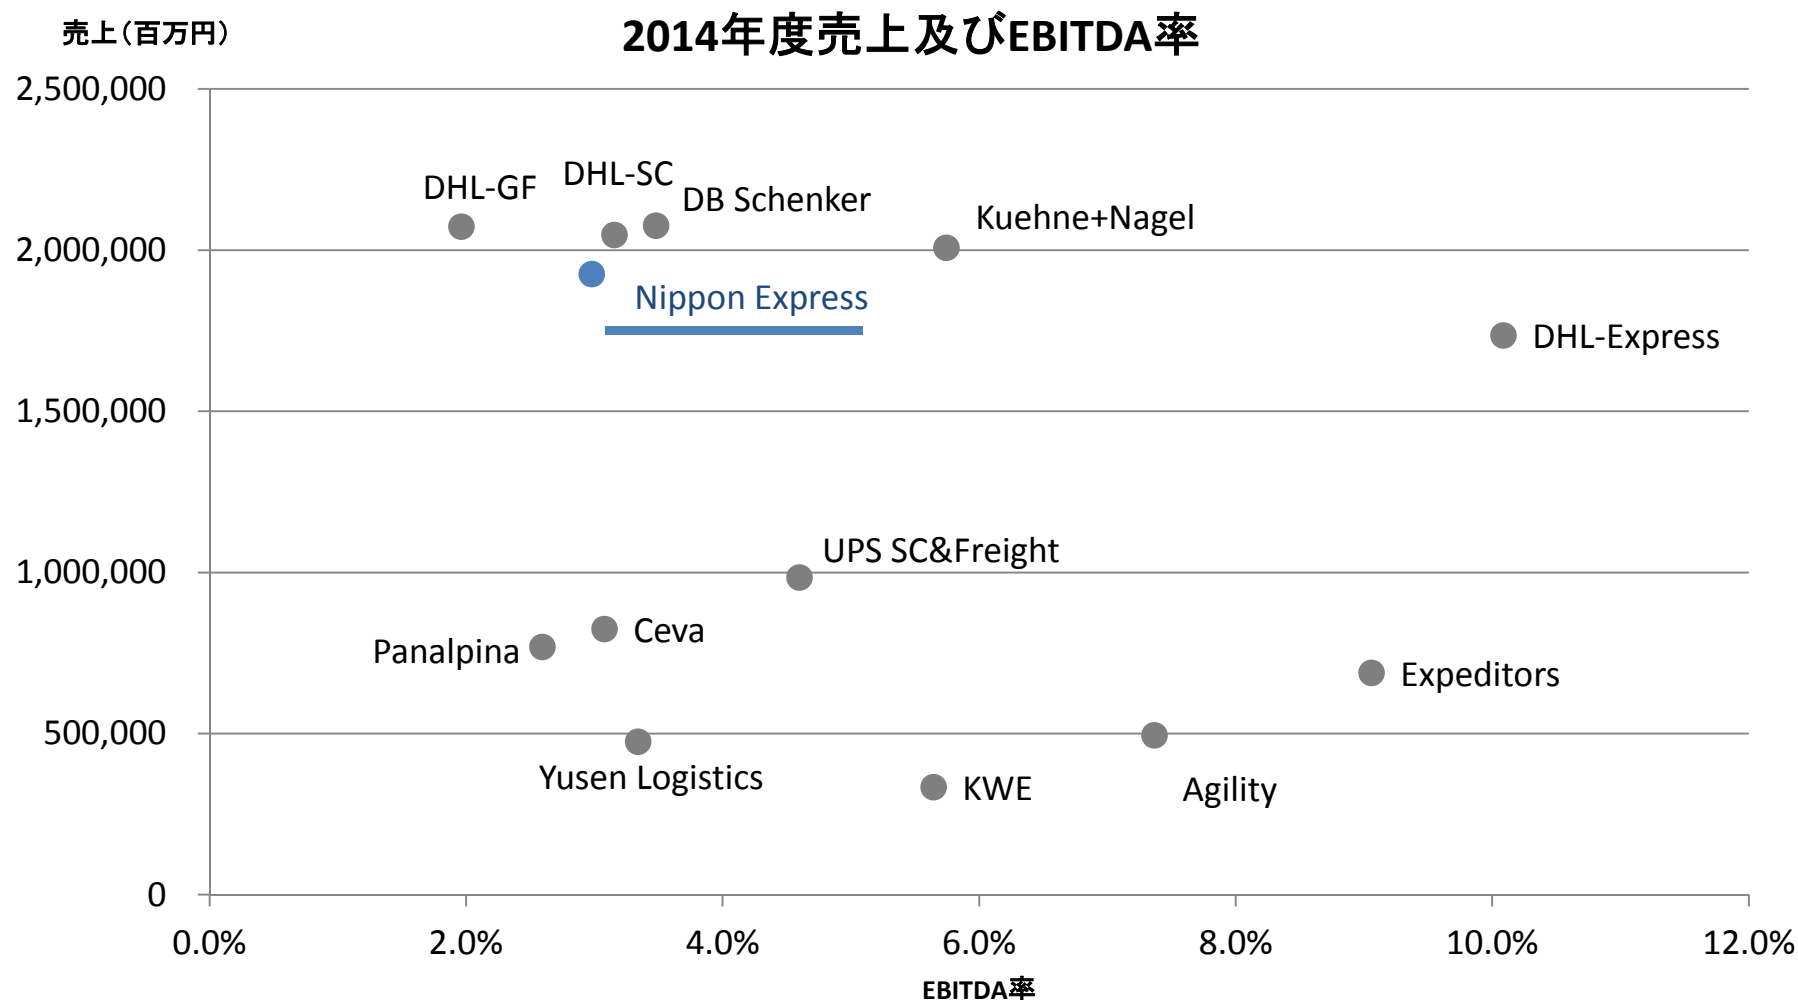 2014年度売上及びEBITDA率
売上(百万円)
2,500,000
DHL-GF
DHL-SC
DB Schenker
Kuehne+Nagel
2,000,000
Nippon Express
DHL-Express
1,500,000
UPS SC&Freight
1,000,000
Ceva
Panalpina
Expeditors
500,000
Yusen Logistics
KWE
Agility
0
0.0%
2.0%
4.0%
6.0%
8.0%
10.0%
12.0%
EBITDA率